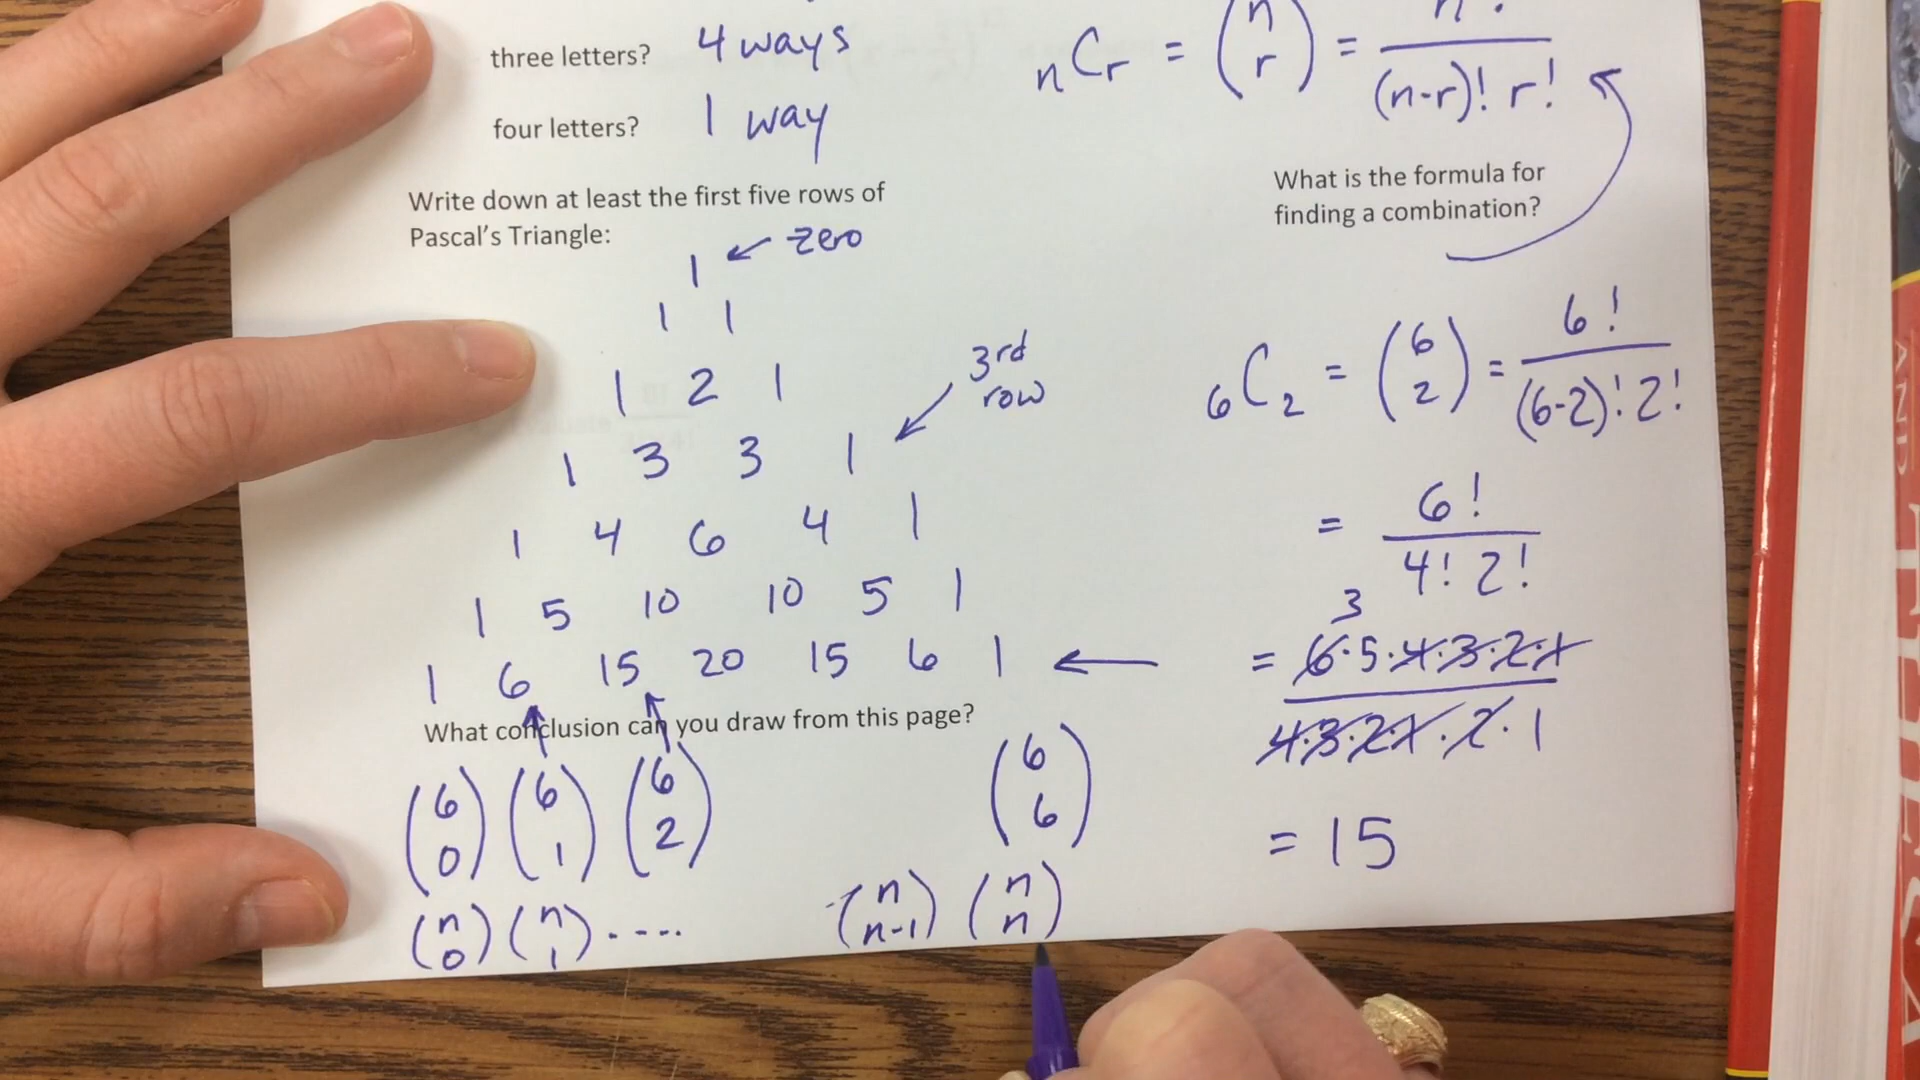 three letters? 4 ways
four letters? 1 way
nCr = (n r) = n! / (n-r)! r!
What is the formula for
finding a combination?
Write down at least the first five rows of
Pascal's Triangle:
1 ← zero
1 1
1 2 1
1 3 3 1 ← 3rd row
1 4 6 4 1
1 5 10 10 5 1
1 6 15 20 15 6 1 ←
What conclusion can you draw from this page?
(6 0) (6 1) (6 2) (6 6)
(n 0) (n 1) ..... (n n-1) (n n)
6C2 = (6 2) = 6! / (6-2)! 2!
= 6! / 4! 2!
3
= 6·5·4·3·2·1 / 4·3·2·1·2·1
= 15
AND